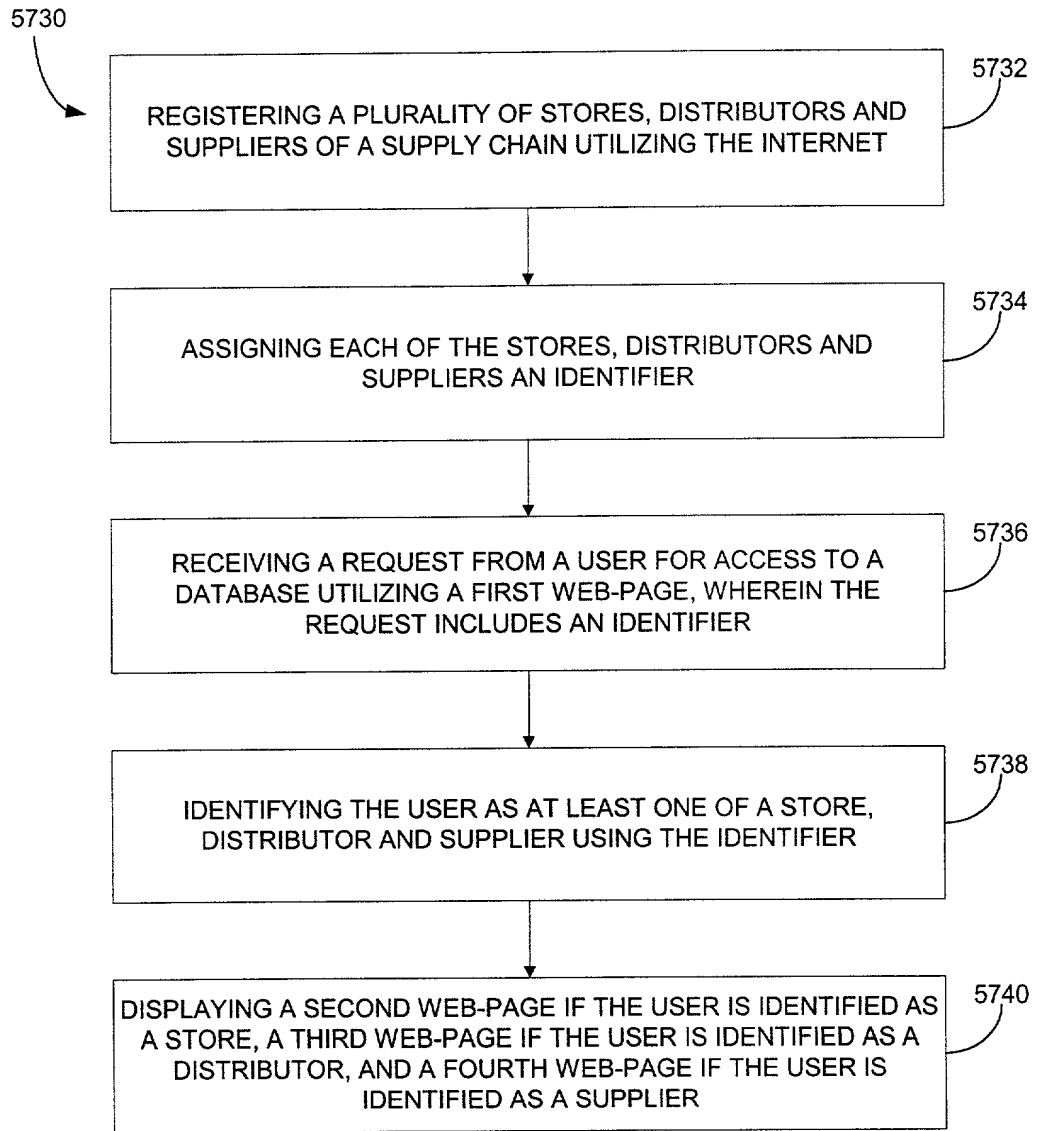 5730
5732
REGISTERING A PLURALITY OF STORES, DISTRIBUTORS AND
SUPPLIERS OF A SUPPLY CHAIN UTILIZING THE INTERNET
5734
ASSIGNING EACH OF THE STORES, DISTRIBUTORS AND
SUPPLIERS AN IDENTIFIER
5736
RECEIVING A REQUEST FROM A USER FOR ACCESS TO A
DATABASE UTILIZING A FIRST WEB-PAGE, WHEREIN THE
REQUEST INCLUDES AN IDENTIFIER
5738
IDENTIFYING THE USER AS AT LEAST ONE OF A STORE,
DISTRIBUTOR AND SUPPLIER USING THE IDENTIFIER
5740
DISPLAYING A SECOND WEB-PAGE IF THE USER IS IDENTIFIED AS
A STORE, A THIRD WEB-PAGE IF THE USER IS IDENTIFIED AS A
DISTRIBUTOR, AND A FOURTH WEB-PAGE IF THE USER IS
IDENTIFIED AS A SUPPLIER